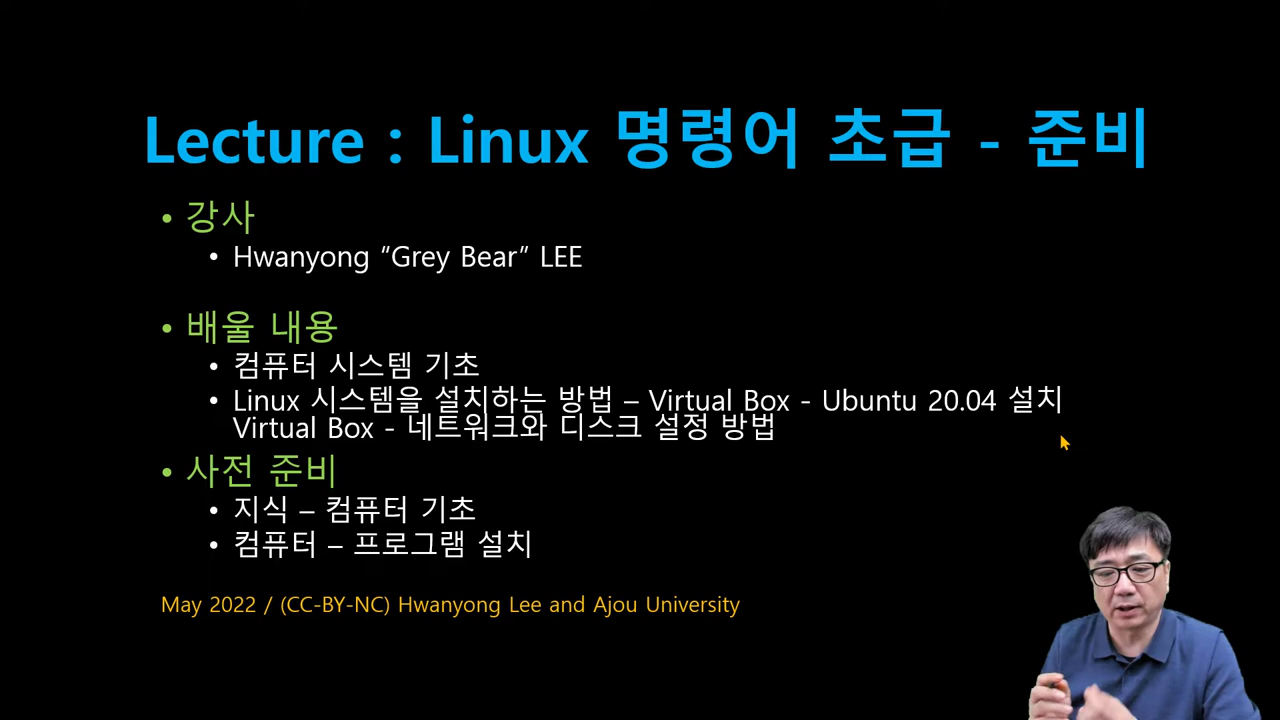 Lecture : Linux 명령어 초급 - 준비
• 강사
• Hwanyong “Grey Bear” LEE
• 배울 내용
• 컴퓨터 시스템 기초
• Linux 시스템을 설치하는 방법 – Virtual Box - Ubuntu 20.04 설치
Virtual Box - 네트워크와 디스크 설정 방법
• 사전 준비
• 지식 – 컴퓨터 기초
• 컴퓨터 – 프로그램 설치
May 2022 / (CC-BY-NC) Hwanyong Lee and Ajou University